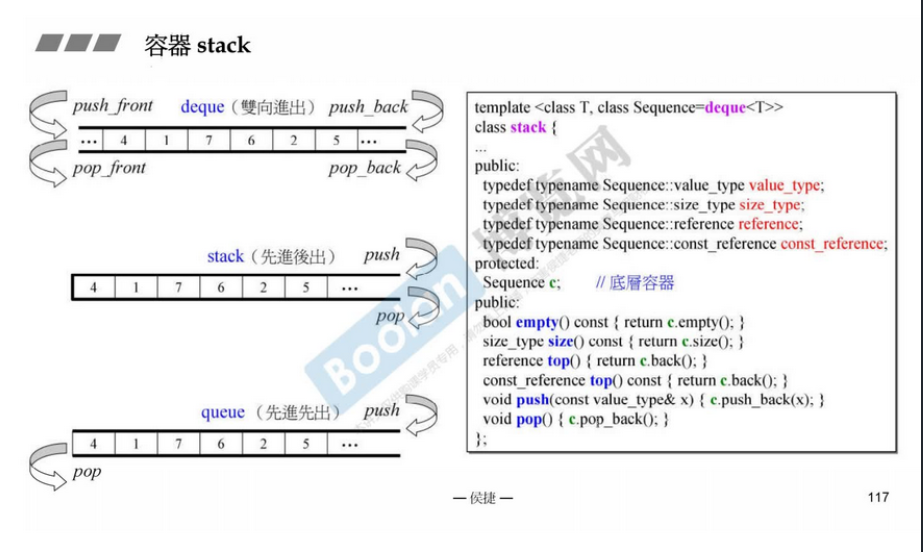 容器 stack
push_front deque（雙向進出） push_back
... 4 1 7 6 2 5 ...
pop_front pop_back
stack（先進後出） push
4 1 7 6 2 5 ...
pop
queue（先進先出） push
4 1 7 6 2 5 ...
pop
template <class T, class Sequence=deque<T>>
class stack {
...
public:
typedef typename Sequence::value_type value_type;
typedef typename Sequence::size_type size_type;
typedef typename Sequence::reference reference;
typedef typename Sequence::const_reference const_reference;
protected:
Sequence c; // 底層容器
public:
bool empty() const { return c.empty(); }
size_type size() const { return c.size(); }
reference top() { return c.back(); }
const_reference top() const { return c.back(); }
void push(const value_type& x) { c.push_back(x); }
void pop() { c.pop_back(); }
};
Boolan 博览网
— 侯捷 —
117